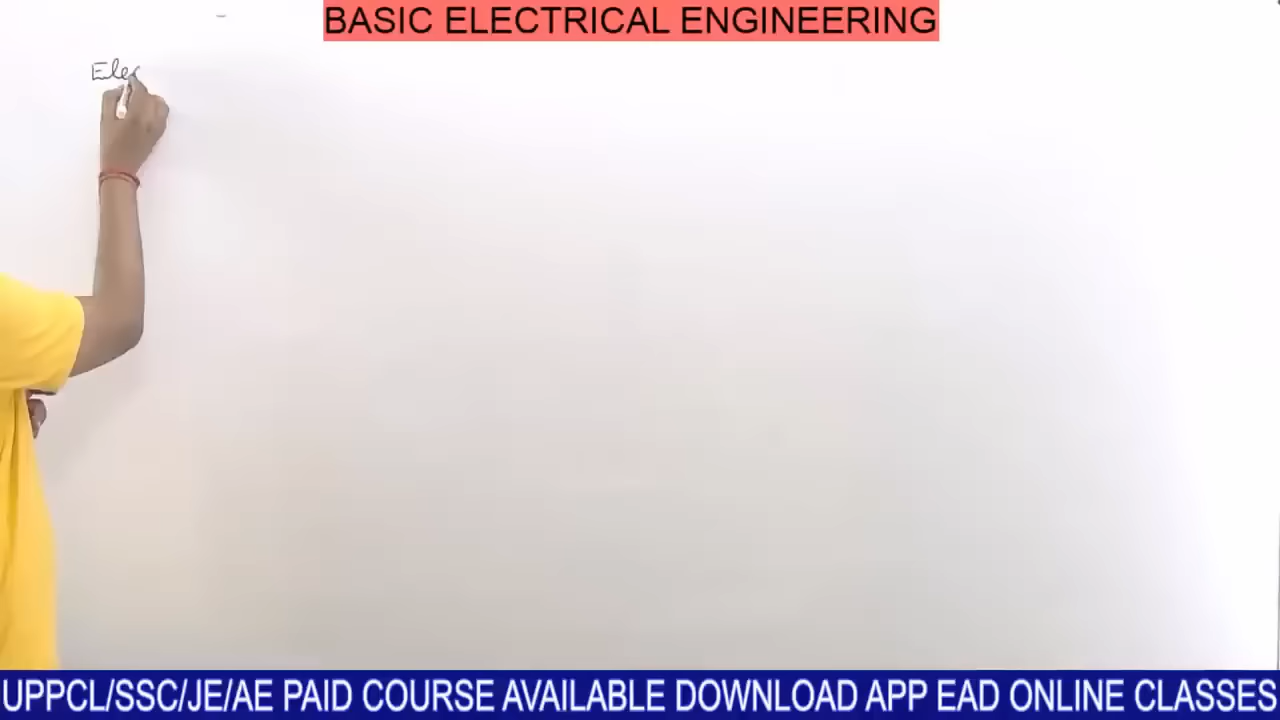 BASIC ELECTRICAL ENGINEERING
Elec
UPPCL/SSC/JE/AE PAID COURSE AVAILABLE DOWNLOAD APP EAD ONLINE CLASSES